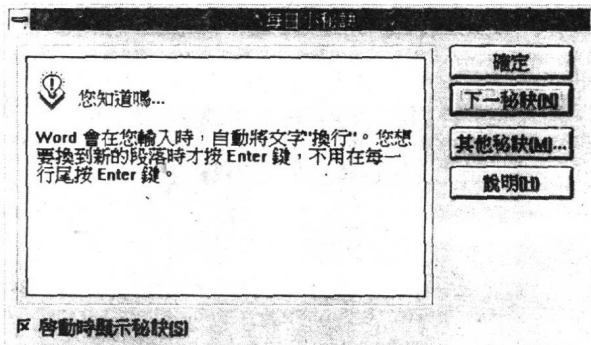 每日小秘訣
您知道嗎...
Word 會在您輸入時，自動將文字"換行"。您想
要換到新的段落時才按 Enter 鍵，不用在每一
行尾按 Enter 鍵。
確定
下一秘訣(N)
其他秘訣(M)...
說明(H)
啓動時顯示秘訣(S)